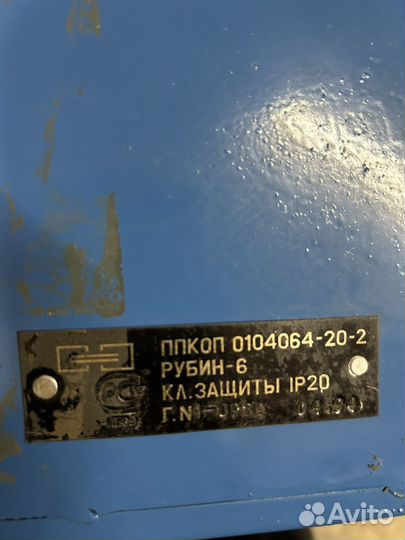 ППКОП 0104064-20-2
РУБИН-6
КЛ.ЗАЩИТЫ IP20
Г.N
Avito